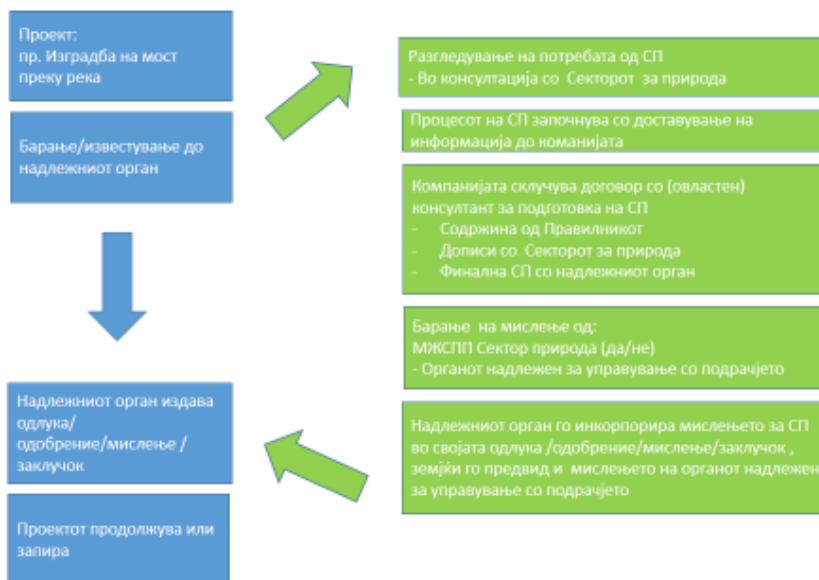 Проект:
пр. Изградба на мост
преку река
Барање/известување до
надлежниот орган
Надлежниот орган издава
одлука/
одобрение/мислење /
заклучок
Проектот продолжува или
запира
Разгледување на потребата од СП
- Во консултација со Секторот за природа
Процесот на СП започнува со доставување на
информација до команијата
Компанијата склучува договор со (овластен)
консултант за подготовка на СП
- Содржина од Правилникот
- Дописи со Секторот за природа
- Финална СП со надлежниот орган
Барање на мислење од:
МЖСПП Сектор природа (да/не)
- Органот надлежен за управување со подрачјето
Надлежниот орган го инкорпорира мислењето за СП
во својата одлука /одобрение/мислење/заклучок ,
земјќи го предвид и мислењето на органот надлежен
за управување со подрачјето